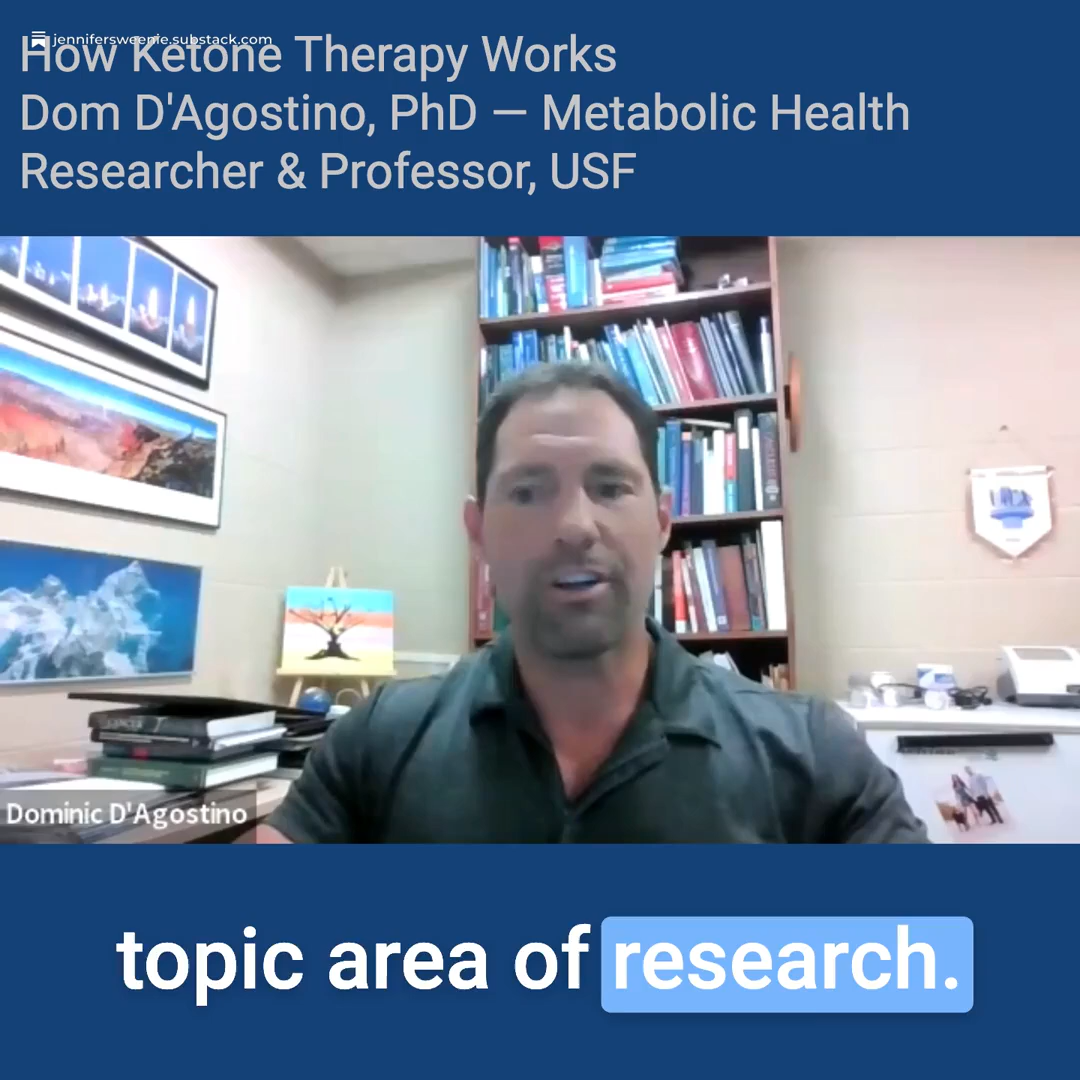 jennifersweenie.substack.com
How Ketone Therapy Works
Dom D'Agostino, PhD — Metabolic Health
Researcher & Professor, USF
Dominic D'Agostino
topic area of research.